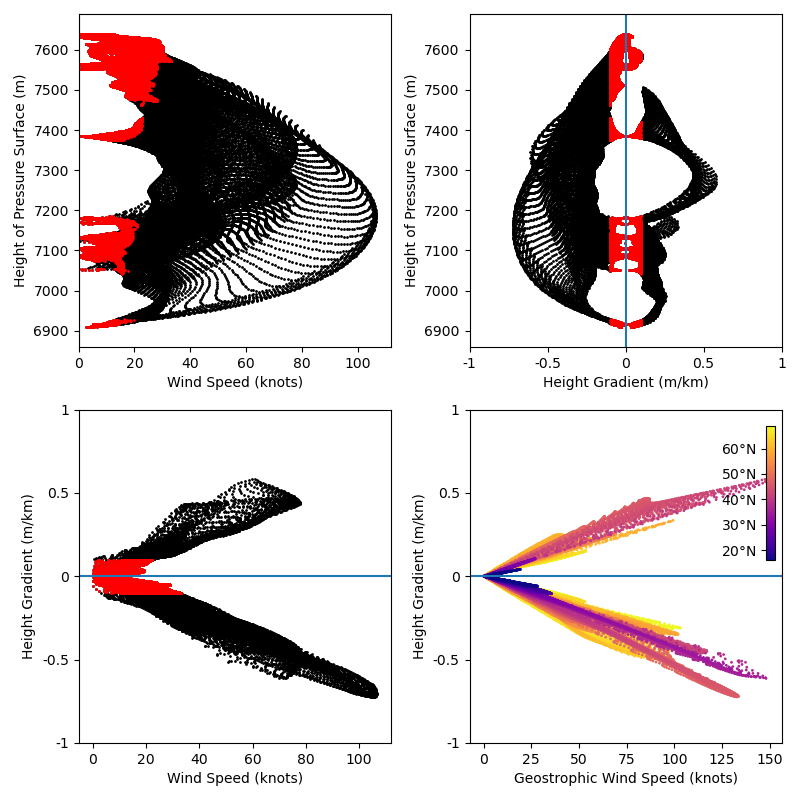 7600
7500
7400
7300
7200
7100
7000
6900
Height of Pressure Surface (m)
0 20 40 60 80 100
Wind Speed (knots)
7600
7500
7400
7300
7200
7100
7000
6900
Height of Pressure Surface (m)
-1 -0.5 0 0.5 1
Height Gradient (m/km)
1
0.5
0
-0.5
-1
Height Gradient (m/km)
0 20 40 60 80 100
Wind Speed (knots)
1
0.5
0
-0.5
-1
Height Gradient (m/km)
60°N
50°N
40°N
30°N
20°N
0 25 50 75 100 125 150
Geostrophic Wind Speed (knots)